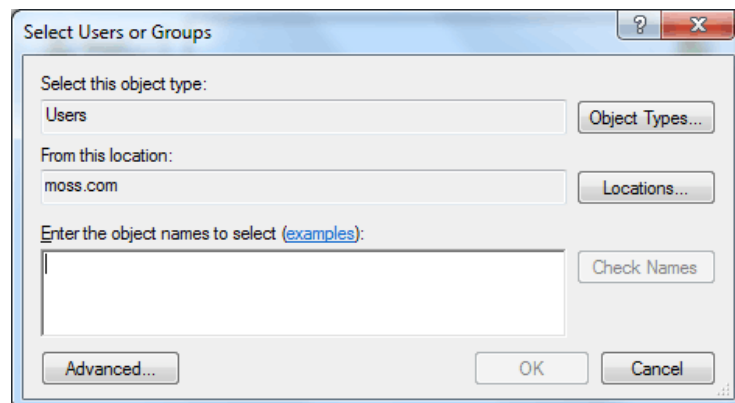 Select Users or Groups
Select this object type:
Users
Object Types...
From this location:
moss.com
Locations...
Enter the object names to select (examples):
Check Names
Advanced...
OK
Cancel